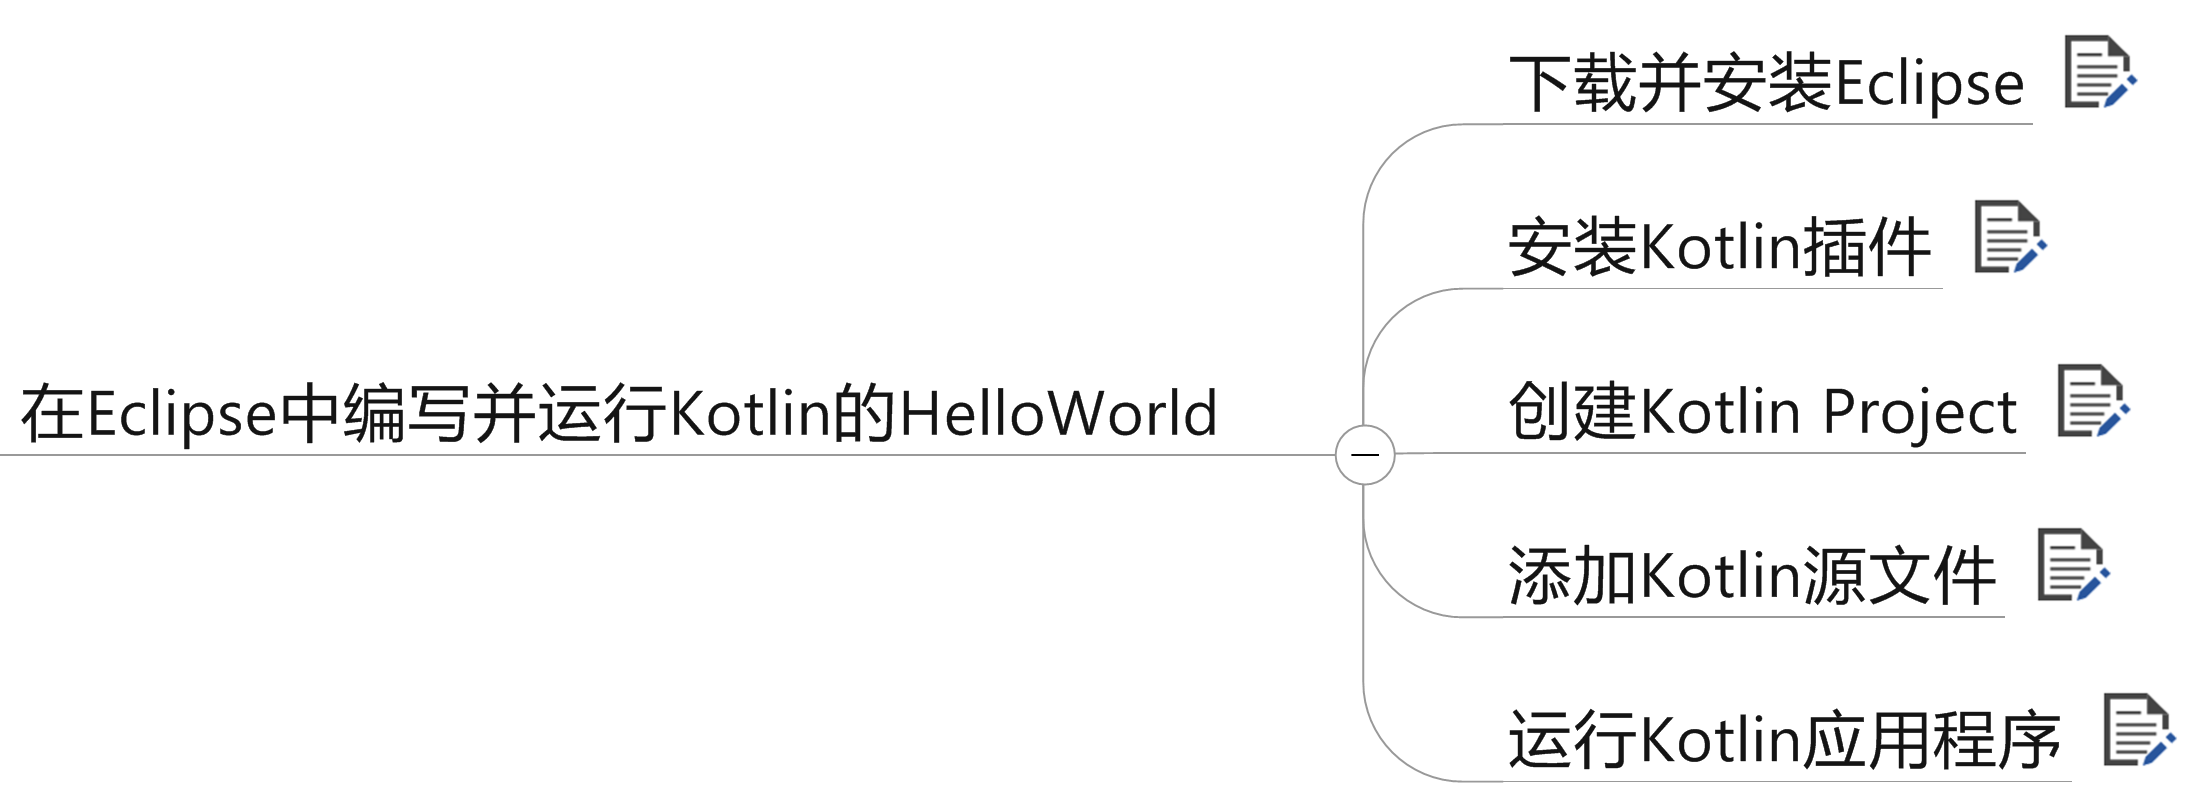 在Eclipse中编写并运行Kotlin的HelloWorld
下载并安装Eclipse
安装Kotlin插件
创建Kotlin Project
添加Kotlin源文件
运行Kotlin应用程序